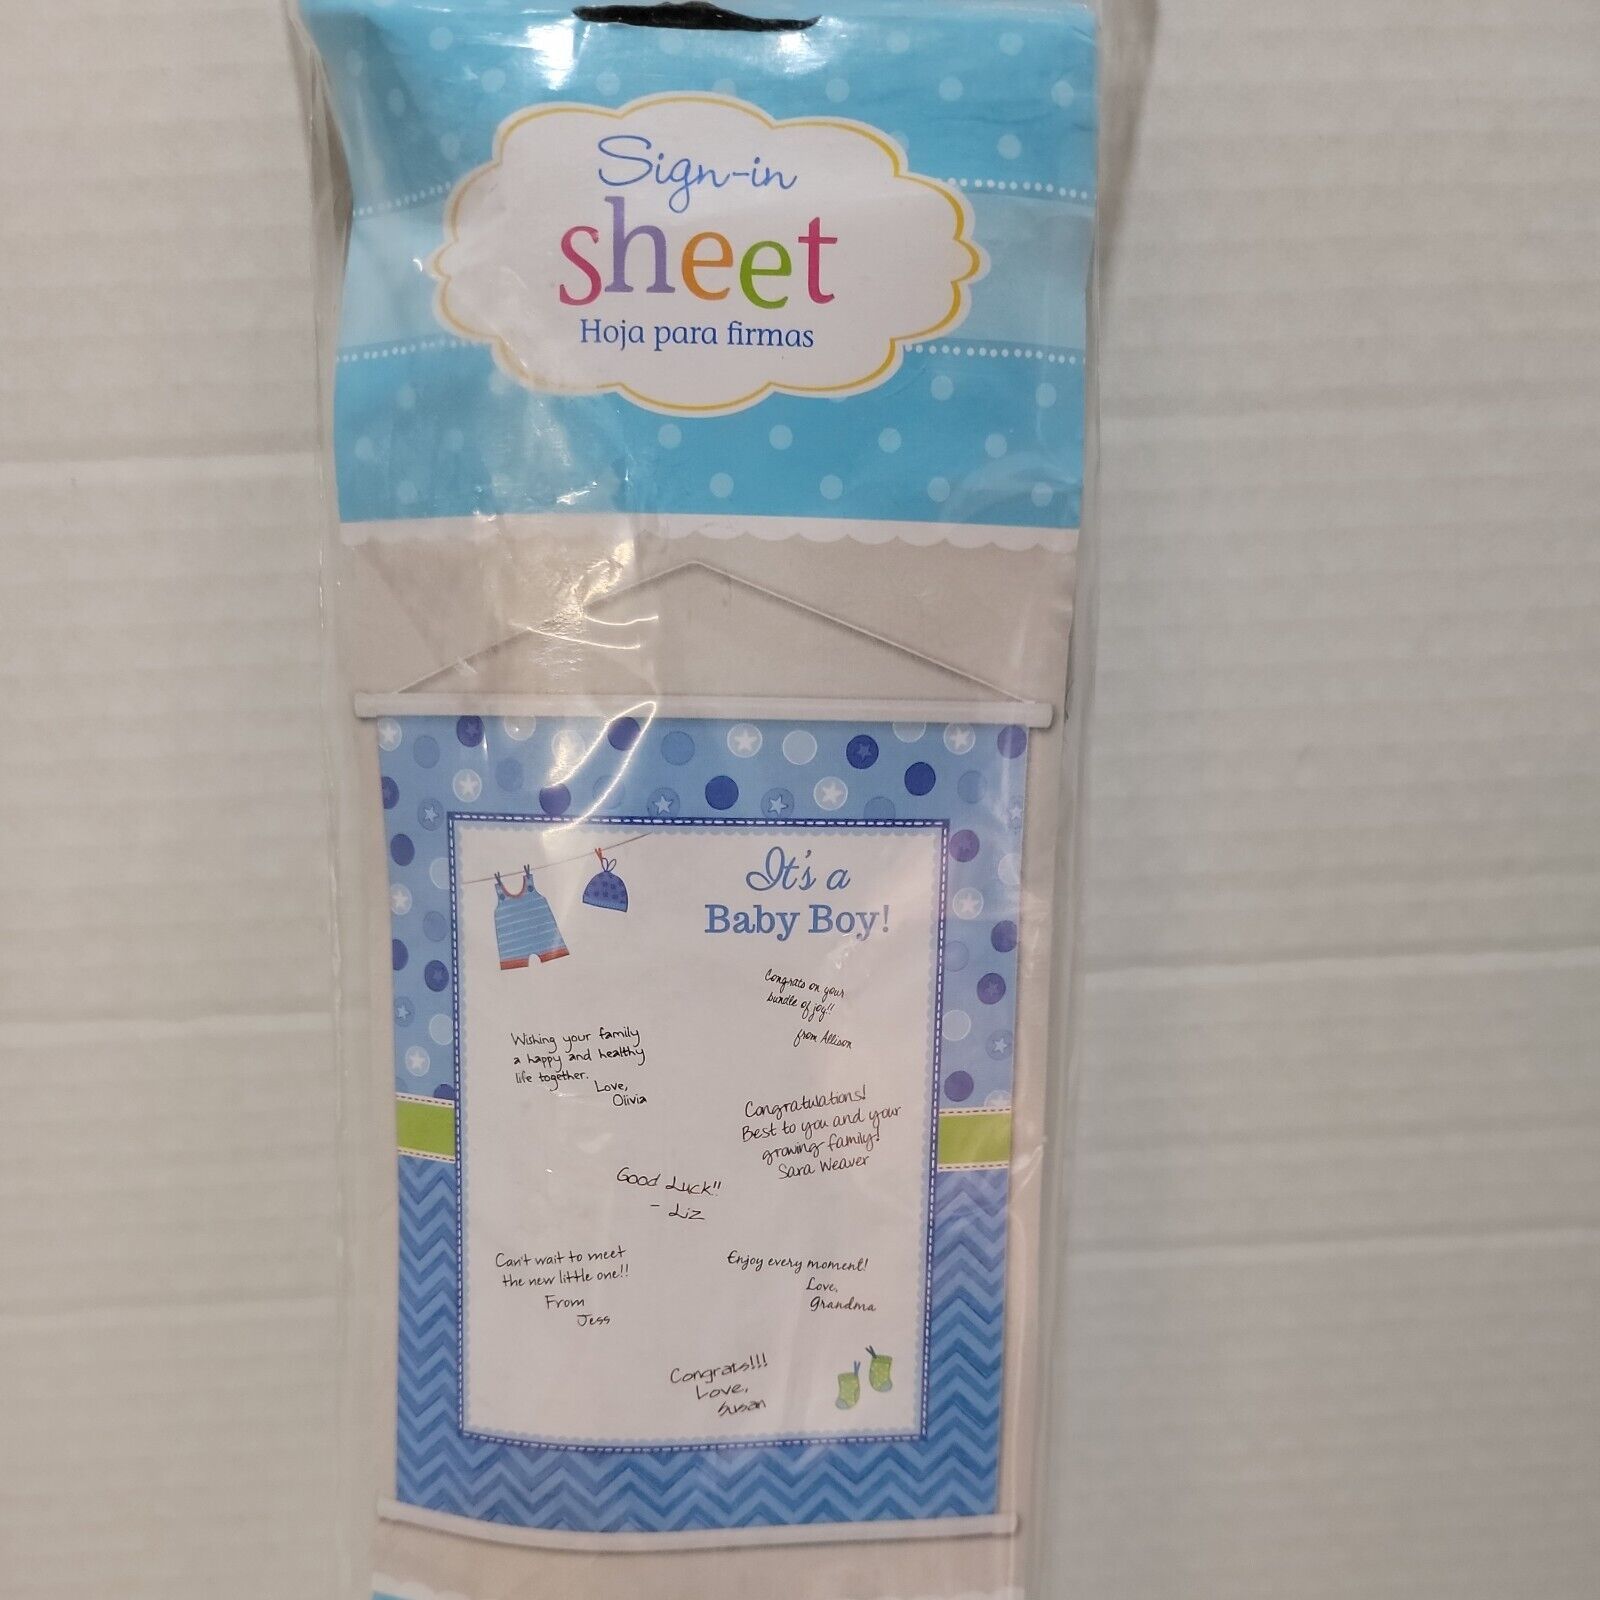 Sign-in
sheet
Hoja para firmas
It's a
Baby Boy!
Congrats on your
bundle of joy!!
from Allison
Wishing your family
a happy and healthy
life together.
Love,
Olivia
Congratulations!
Best to you and your
growing family!
Sara Weaver
Good Luck!!
- Liz
Can't wait to meet
the new little one!!
From
Jess
Enjoy every moment!
Love,
Grandma
Congrats!!!
Love,
Susan